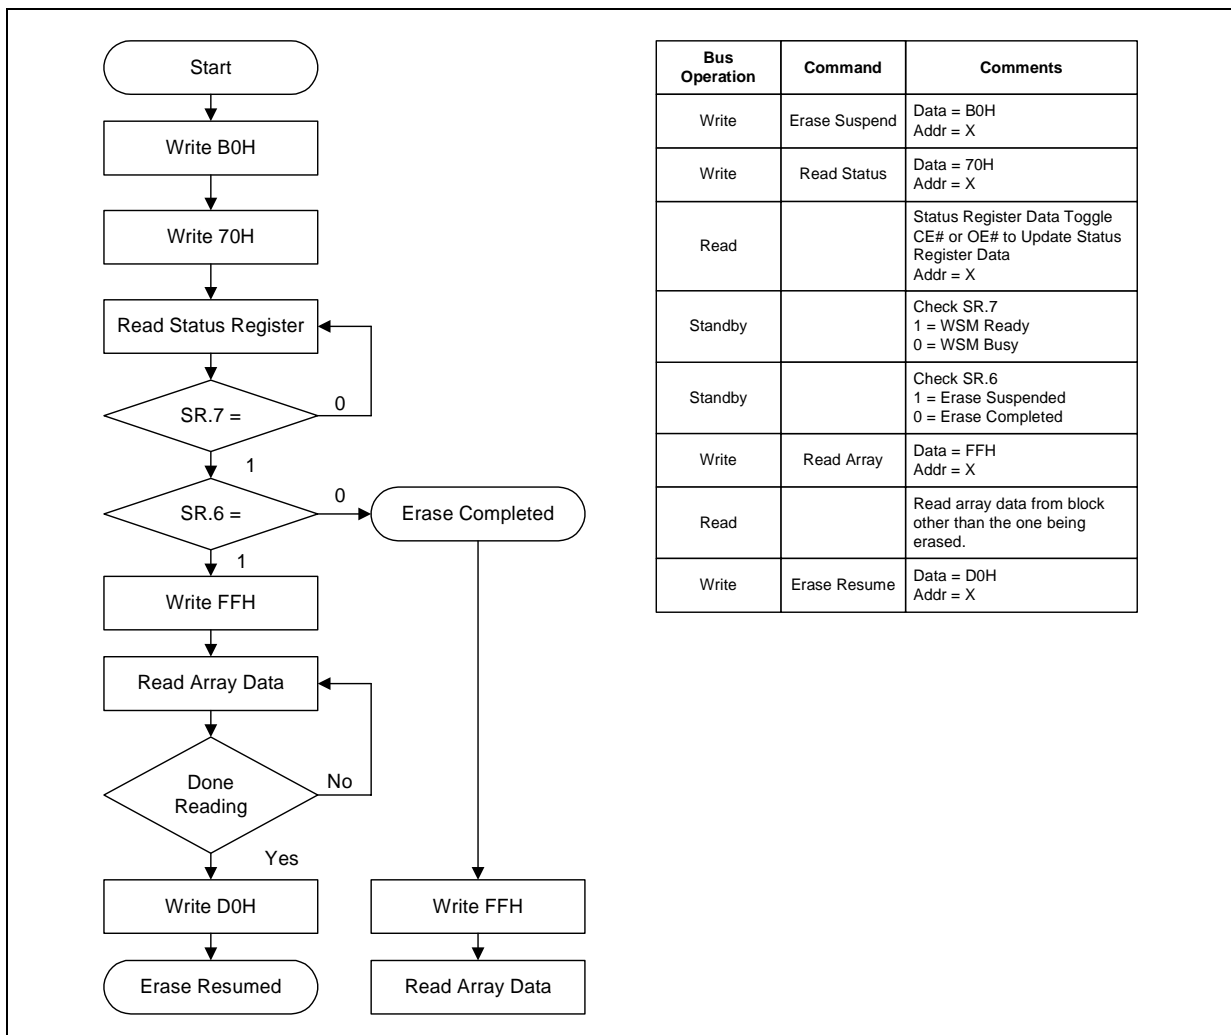 Start
Write B0H
Write 70H
Read Status Register
SR.7 =
0
1
SR.6 =
0
Erase Completed
1
Write FFH
Read Array Data
Done
Reading
No
Yes
Write D0H
Write FFH
Erase Resumed
Read Array Data
Bus
Operation
Command
Comments
Write
Erase Suspend
Data = B0H
Addr = X
Write
Read Status
Data = 70H
Addr = X
Read
Status Register Data Toggle
CE# or OE# to Update Status
Register Data
Addr = X
Standby
Check SR.7
1 = WSM Ready
0 = WSM Busy
Standby
Check SR.6
1 = Erase Suspended
0 = Erase Completed
Write
Read Array
Data = FFH
Addr = X
Read
Read array data from block
other than the one being
erased.
Write
Erase Resume
Data = D0H
Addr = X